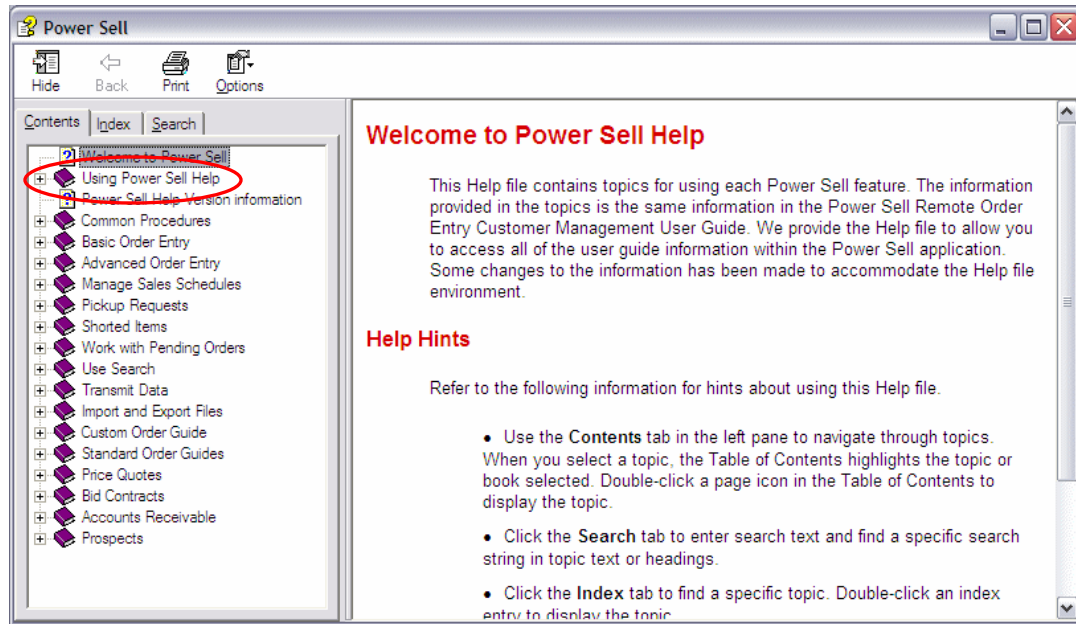 Power Sell
Hide Back Print Options
Contents Index Search
Welcome to Power Sell
Using Power Sell Help
Power Sell Help Version information
Common Procedures
Basic Order Entry
Advanced Order Entry
Manage Sales Schedules
Pickup Requests
Shorted Items
Work with Pending Orders
Use Search
Transmit Data
Import and Export Files
Custom Order Guide
Standard Order Guides
Price Quotes
Bid Contracts
Accounts Receivable
Prospects
Welcome to Power Sell Help
This Help file contains topics for using each Power Sell feature. The information
provided in the topics is the same information in the Power Sell Remote Order
Entry Customer Management User Guide. We provide the Help file to allow you
to access all of the user guide information within the Power Sell application.
Some changes to the information has been made to accommodate the Help file
environment.
Help Hints
Refer to the following information for hints about using this Help file.
• Use the Contents tab in the left pane to navigate through topics.
When you select a topic, the Table of Contents highlights the topic or
book selected. Double-click a page icon in the Table of Contents to
display the topic.
• Click the Search tab to enter search text and find a specific search
string in topic text or headings.
• Click the Index tab to find a specific topic. Double-click an index
entry to display the topic.